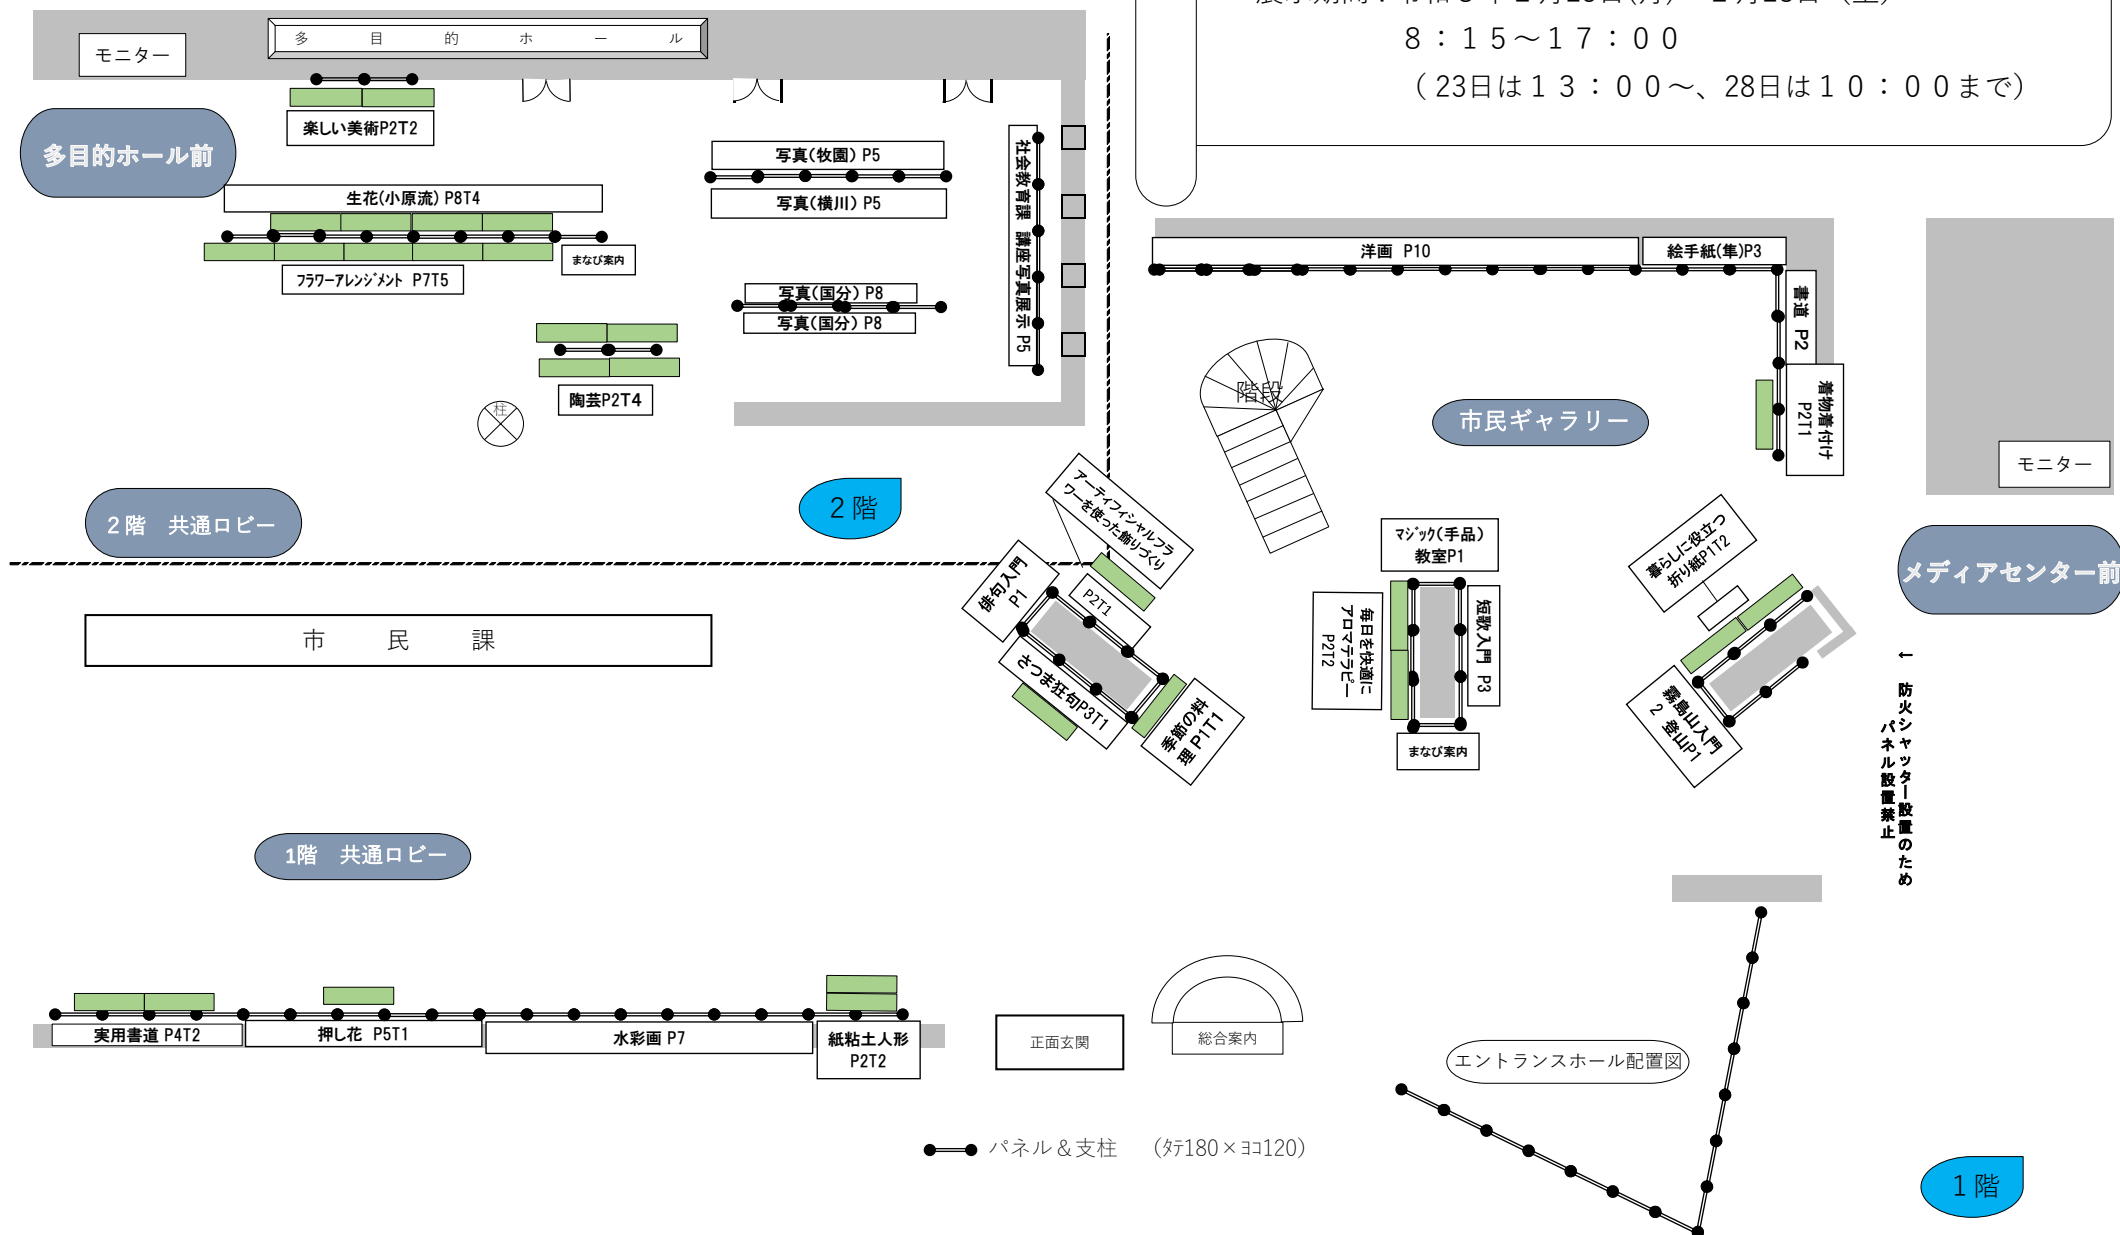 8：15～17：00
（23日は13：00～、28日は10：00まで）
モニター
多目的ホール
楽しい美術P2T2
多目的ホール前
生花(小原流) P8T4
まなび案内
フラワーアレンジメント P7T5
陶芸P2T4
柱
写真(牧園) P5
写真(横川) P5
写真(国分) P8
写真(国分) P8
社会教育課 講座写真展示 P5
2階 共通ロビー
2階
洋画 P10
絵手紙(隼)P3
書道 P2
着物着付け
P2T1
階段
市民ギャラリー
モニター
メディアセンター前
アーティフィシャルフラ
ワーを使った飾りづくり
P2T1
俳句入門
P1
さつま狂句P3T1
季節の料
理 P1T1
マジック(手品)
教室P1
毎日を快適に
アロマテラピー
P2T2
短歌入門 P3
まなび案内
暮らしに役立つ
折り紙P1T2
霧島山入門
2 登山P1
← 防火シャッター設置のため
パネル設置禁止
市民課
1階 共通ロビー
実用書道 P4T2
押し花 P5T1
水彩画 P7
紙粘土人形
P2T2
正面玄関
総合案内
エントランスホール配置図
パネル＆支柱 （ﾀﾃ180×ﾖｺ120）
1階